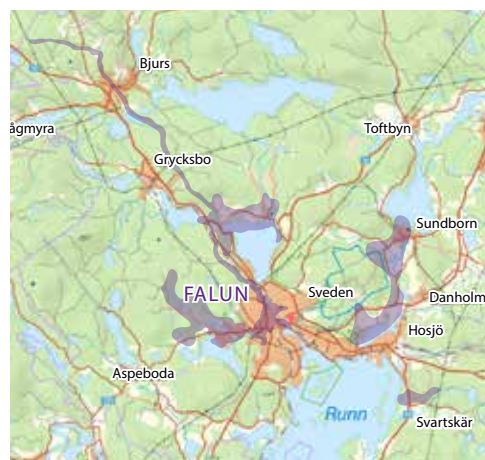 Bjurs
ågmyra
Toftbyn
Grycksbo
Sundborn
FALUN
Sveden
Danholm
Hosjö
Aspeboda
Runn
Svartskär